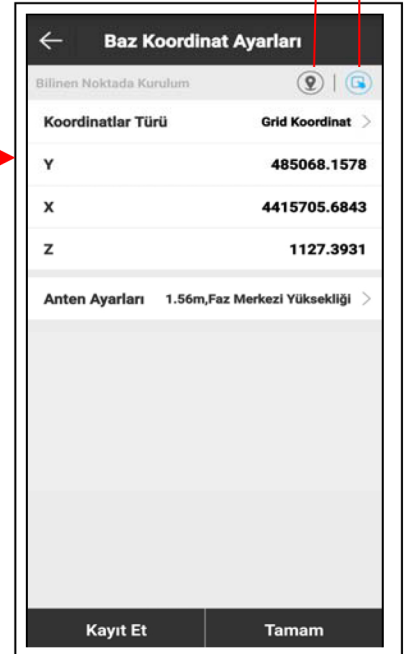 Baz Koordinat Ayarları
Bilinen Noktada Kurulum
Koordinatlar Türü Grid Koordinat
Y 485068.1578
X 4415705.6843
Z 1127.3931
Anten Ayarları 1.56m,Faz Merkezi Yüksekliği
Kayıt Et Tamam